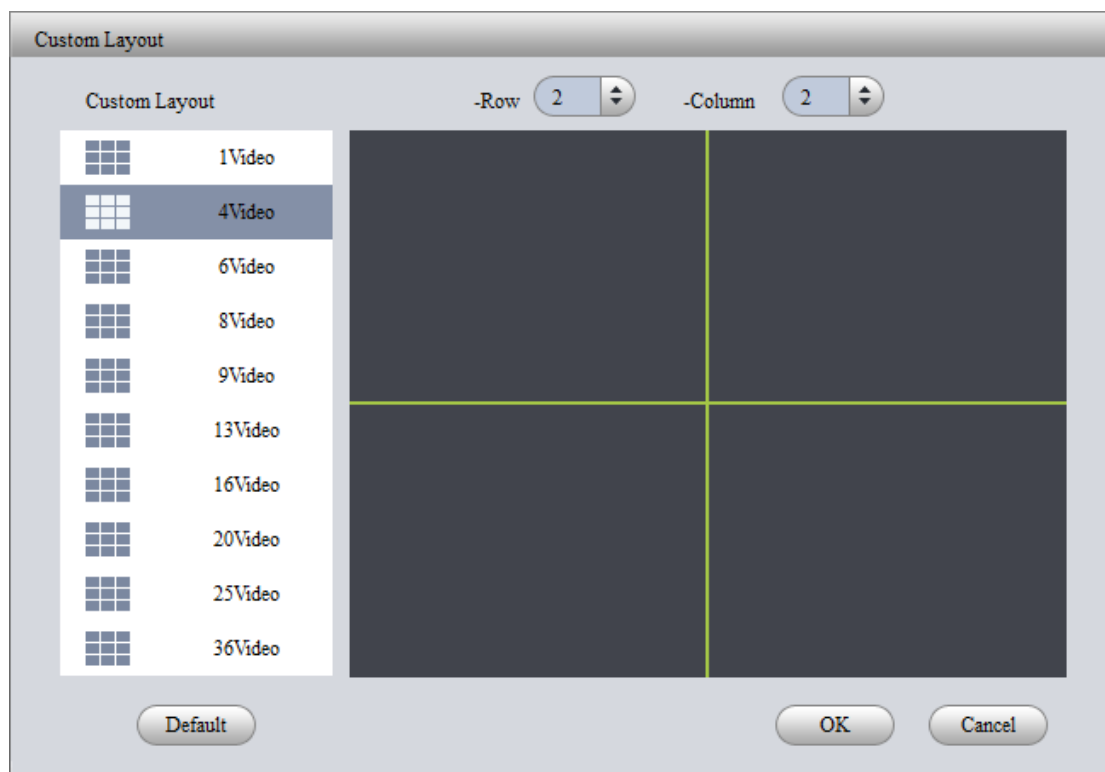 Custom Layout
Custom Layout
-Row 2 -Column 2
1Video
4Video
6Video
8Video
9Video
13Video
16Video
20Video
25Video
36Video
Default OK Cancel